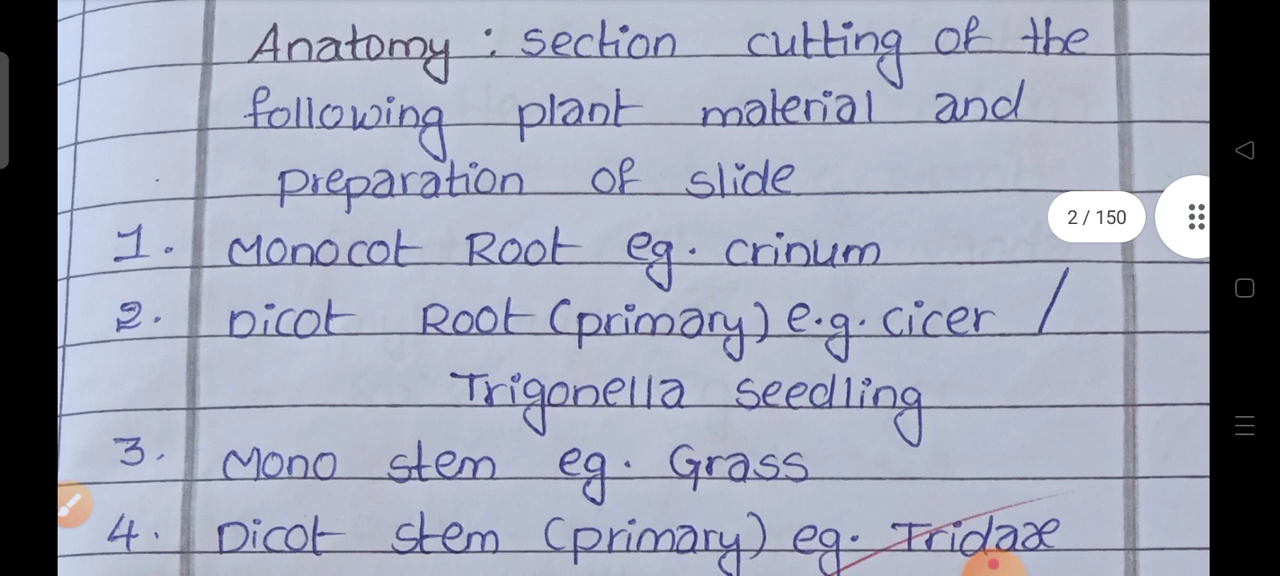 Anatomy : section cutting of the
following plant material and
preparation of slide
1. Monocot Root eg. crinum
2. Dicot Root (primary) e.g. cicer /
Trigonella seedling
3. Mono stem eg. Grass
4. Dicot stem (primary) eg. Tridax
2 / 150